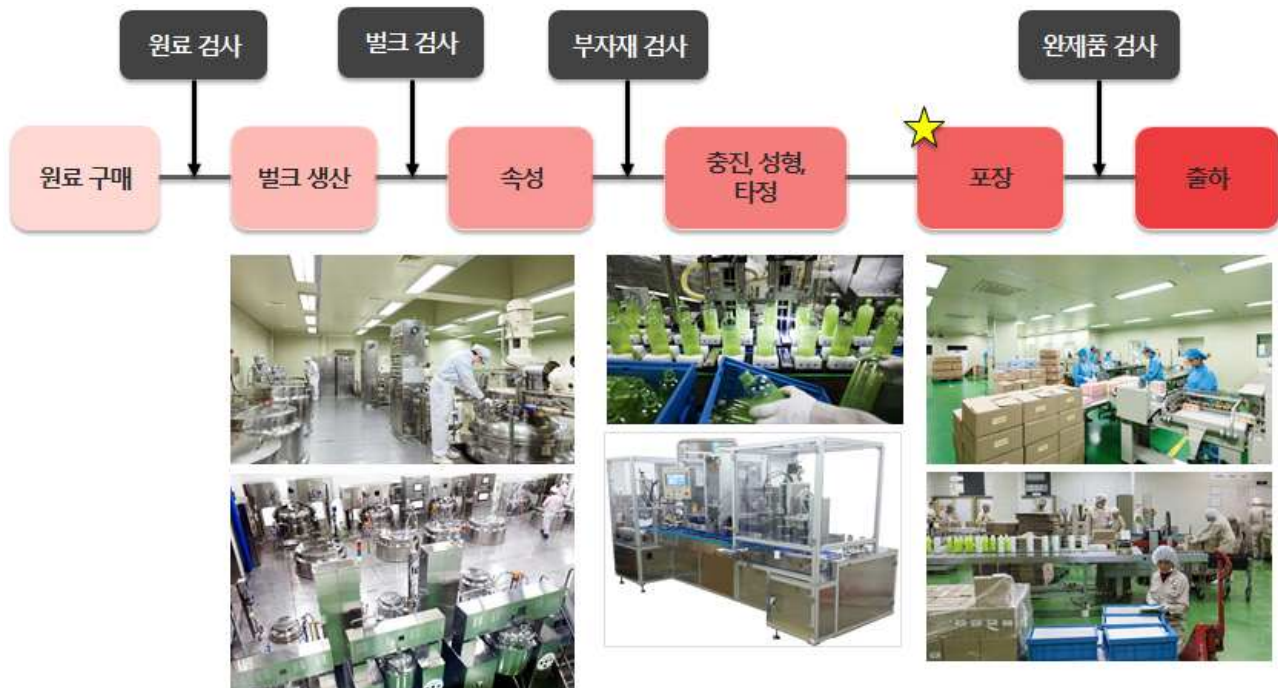 원료 검사
벌크 검사
부자재 검사
완제품 검사
원료 구매
벌크 생산
속성
충진, 성형,
타정
포장
출하